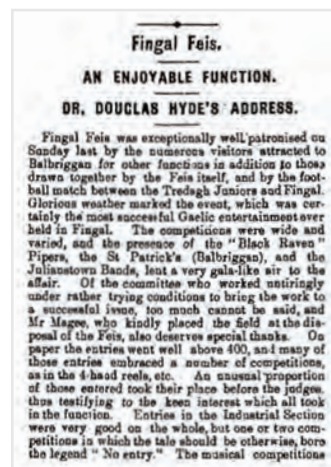 Fingal Feis.
AN ENJOYABLE FUNCTION.
DR. DOUGLAS HYDE'S ADDRESS.
Fingal Feis was exceptionally well patronised on
Sunday last by the numerous visitors attracted to
Balbriggan for other functions in addition to those
drawn together by the Feis itself, and by the foot-
ball match between the Tredagh Juniors and Fingal.
Glorious weather marked the event, which was cer-
tainly the most successful Gaelic entertainment over
held in Fingal. The competitions were wide and
varied, and the presence of the "Black Raven"
Pipers, the St Patrick's (Balbriggan), and the
Julianstown Bands, lent a very gala-like air to the
affair. Of the committee who worked untiringly
under rather trying conditions to bring the work to
a successful issue, too much cannot be said, and
Mr Magee, who kindly placed the field at the dis-
posal of the Feis, also deserves special thanks. On
paper the entries went well above 400, and many of
those entries embraced a number of competitions,
as in the 4-hand reels, etc. An unusual proportion
of those entered took their place before the judges,
thus testifying to the keen interest which all took
in the function. Entries in the Industrial Section
were very good on the whole, but one or two com-
petitions in which the tale should be otherwise, bore
the legend "No entry." The musical competitions